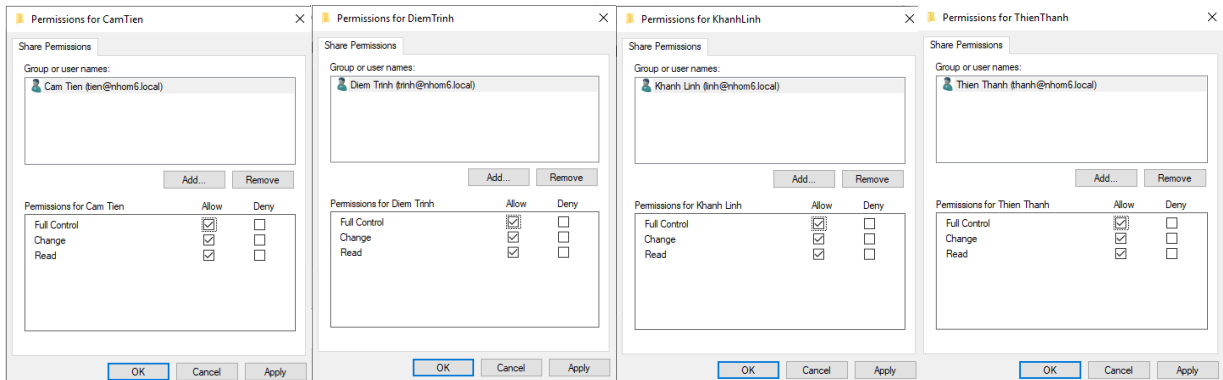 Permissions for CamTien
Share Permissions
Group or user names:
Cam Tien (tien@nhom6.local)
Add... Remove
Permissions for Cam Tien Allow Deny
Full Control
Change
Read
OK Cancel Apply
Permissions for DiemTrinh
Share Permissions
Group or user names:
Diem Trinh (trinh@nhom6.local)
Add... Remove
Permissions for Diem Trinh Allow Deny
Full Control
Change
Read
OK Cancel Apply
Permissions for KhanhLinh
Share Permissions
Group or user names:
Khanh Linh (linh@nhom6.local)
Add... Remove
Permissions for Khanh Linh Allow Deny
Full Control
Change
Read
OK Cancel Apply
Permissions for ThienThanh
Share Permissions
Group or user names:
Thien Thanh (thanh@nhom6.local)
Add... Remove
Permissions for Thien Thanh Allow Deny
Full Control
Change
Read
OK Cancel Apply